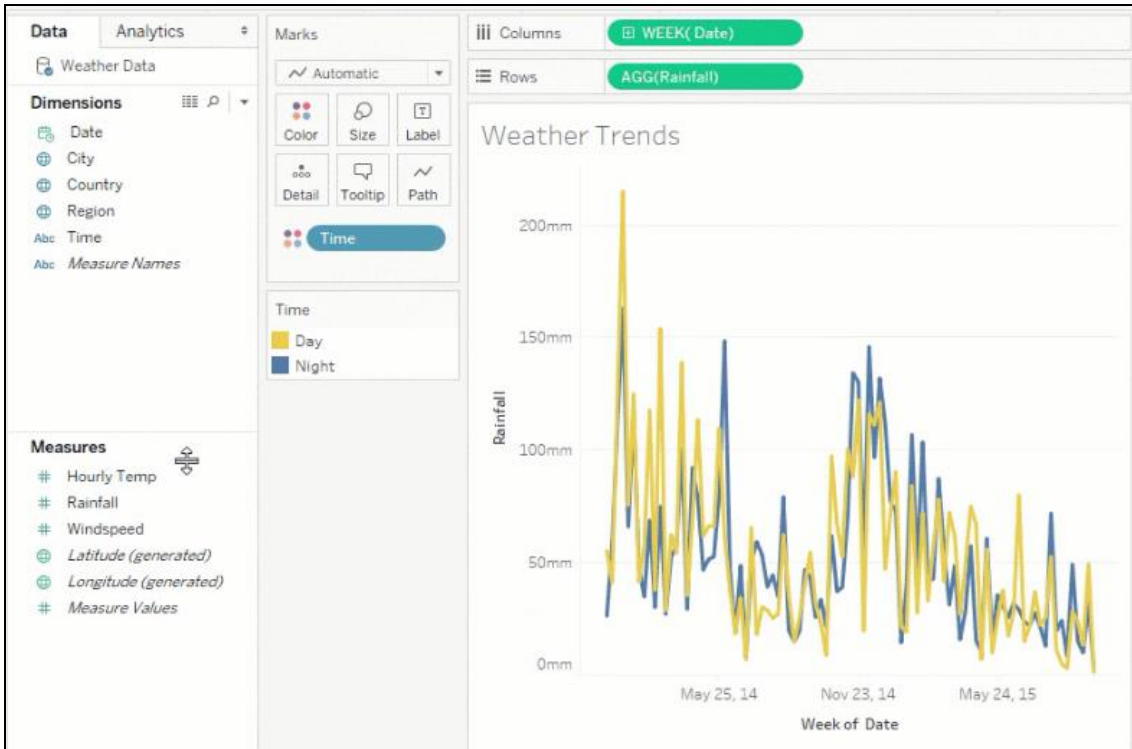 Data
Analytics
Weather Data
Dimensions
Date
City
Country
Region
Abc Time
Abc Measure Names
Measures
# Hourly Temp
# Rainfall
# Windspeed
Latitude (generated)
Longitude (generated)
# Measure Values
Marks
Automatic
Color Size Label
Detail Tooltip Path
Time
Time
Day
Night
Columns WEEK( Date)
Rows AGG(Rainfall)
Weather Trends
200mm
150mm
100mm
50mm
0mm
Rainfall
May 25, 14 Nov 23, 14 May 24, 15
Week of Date